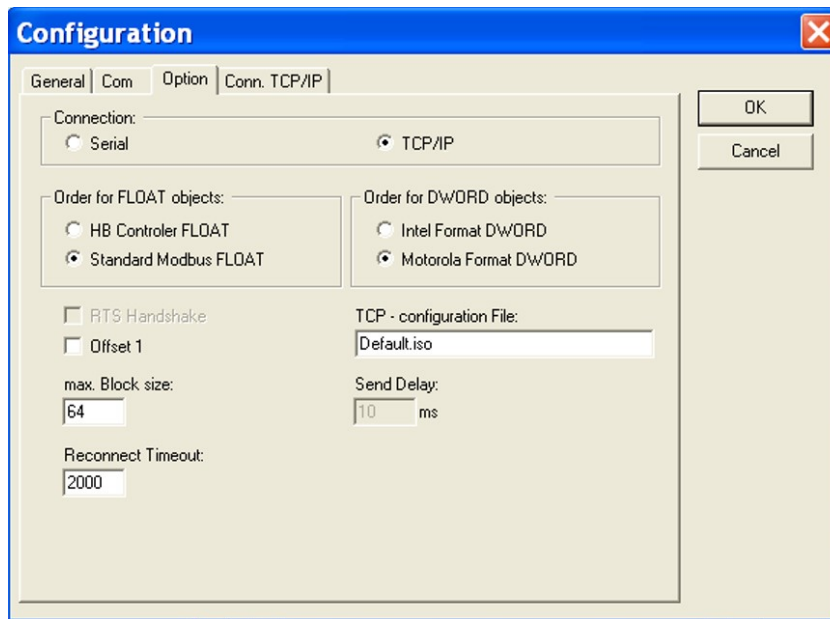 Configuration
General Com Option Conn. TCP/IP
OK
Cancel
Connection:
Serial TCP/IP
Order for FLOAT objects: Order for DWORD objects:
HB Controler FLOAT Intel Format DWORD
Standard Modbus FLOAT Motorola Format DWORD
RTS Handshake TCP - configuration File:
Offset 1 Default.iso
max. Block size: Send Delay:
64 10 ms
Reconnect Timeout:
2000